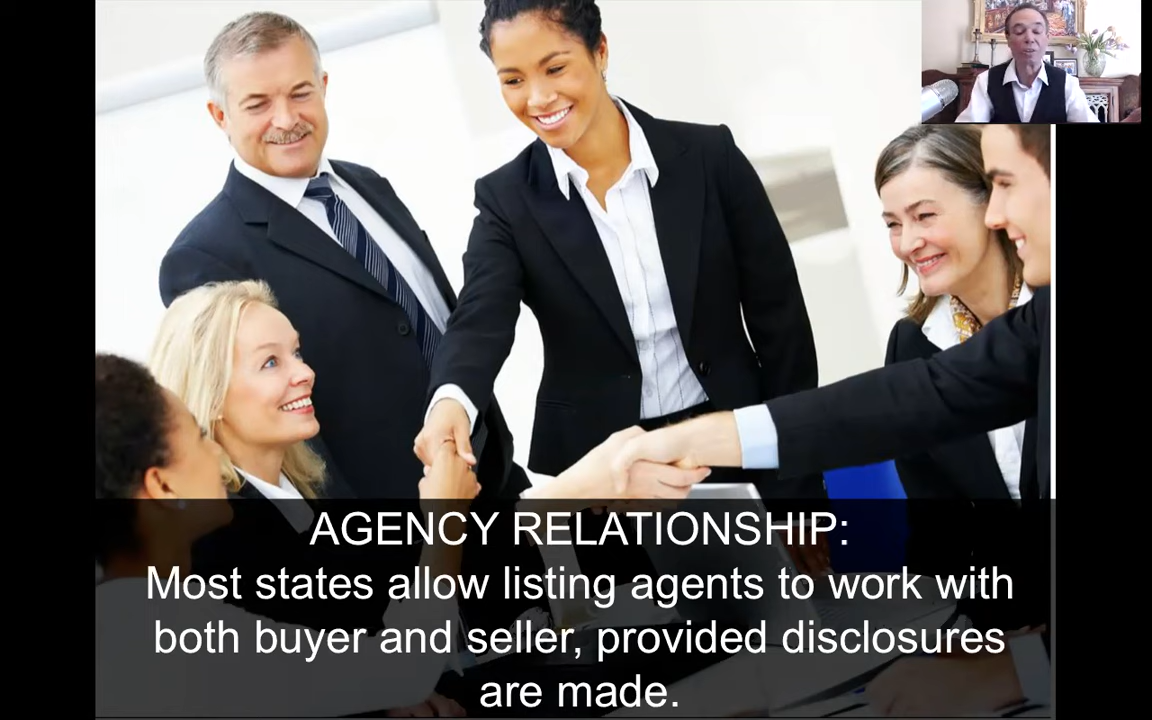 AGENCY RELATIONSHIP:
Most states allow listing agents to work with
both buyer and seller, provided disclosures
are made.